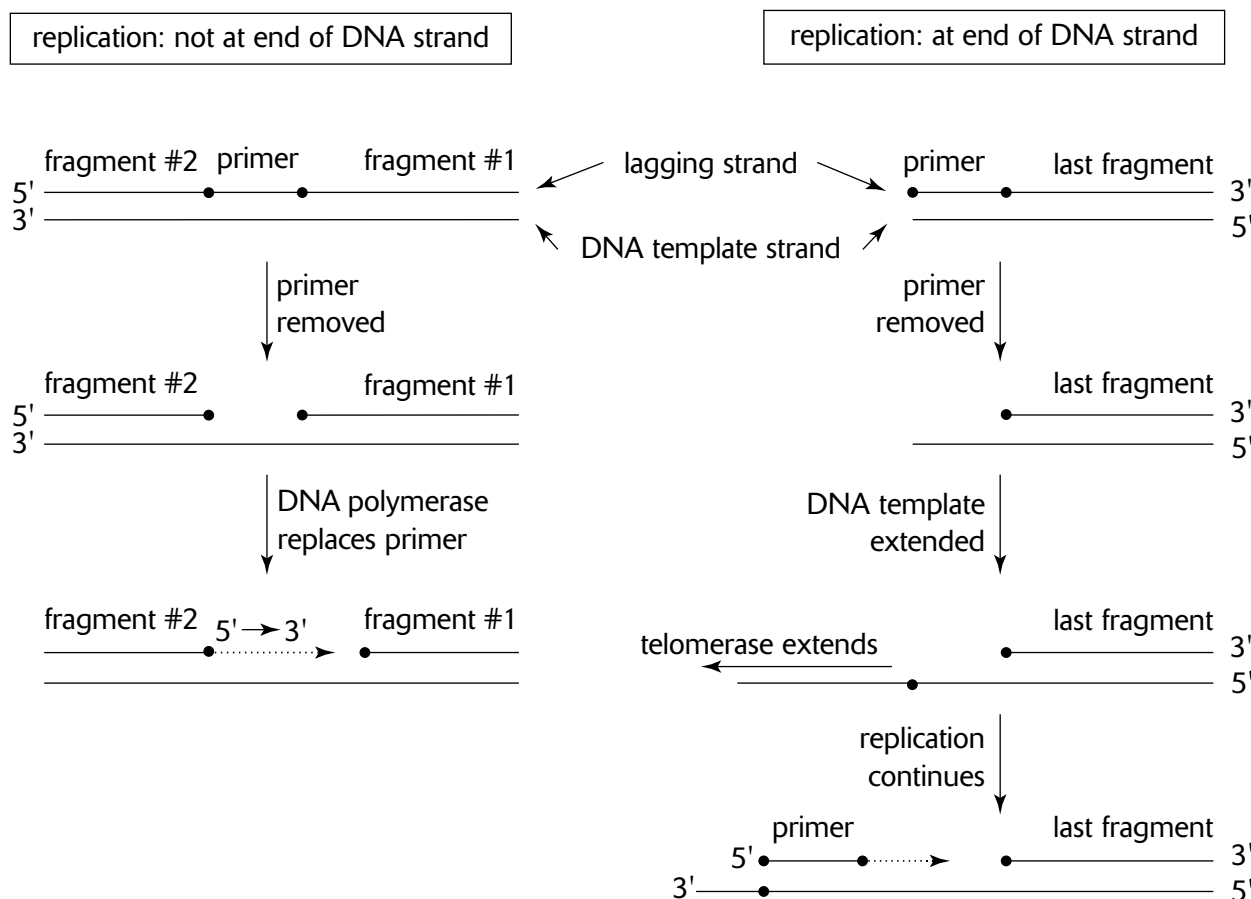 replication: not at end of DNA strand
replication: at end of DNA strand
fragment #2 primer fragment #1
5'
3'
lagging strand
DNA template strand
primer last fragment
3'
5'
primer
removed
primer
removed
fragment #2 fragment #1
5'
3'
last fragment
3'
5'
DNA polymerase
replaces primer
DNA template
extended
fragment #2 5' 3' fragment #1
telomerase extends
last fragment
3'
5'
replication
continues
primer last fragment
5' 3'
3' 5'